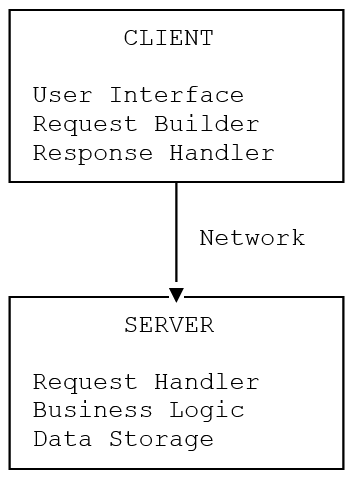 CLIENT
User Interface
Request Builder
Response Handler
Network
SERVER
Request Handler
Business Logic
Data Storage